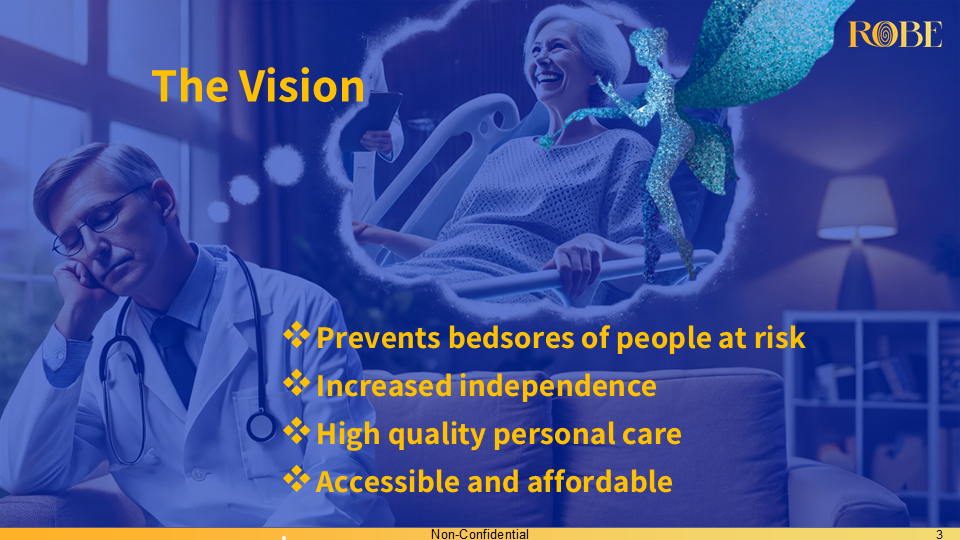 ROBE
The Vision
❖Prevents bedsores of people at risk
❖Increased independence
❖High quality personal care
❖Accessible and affordable
Non-Confidential
3